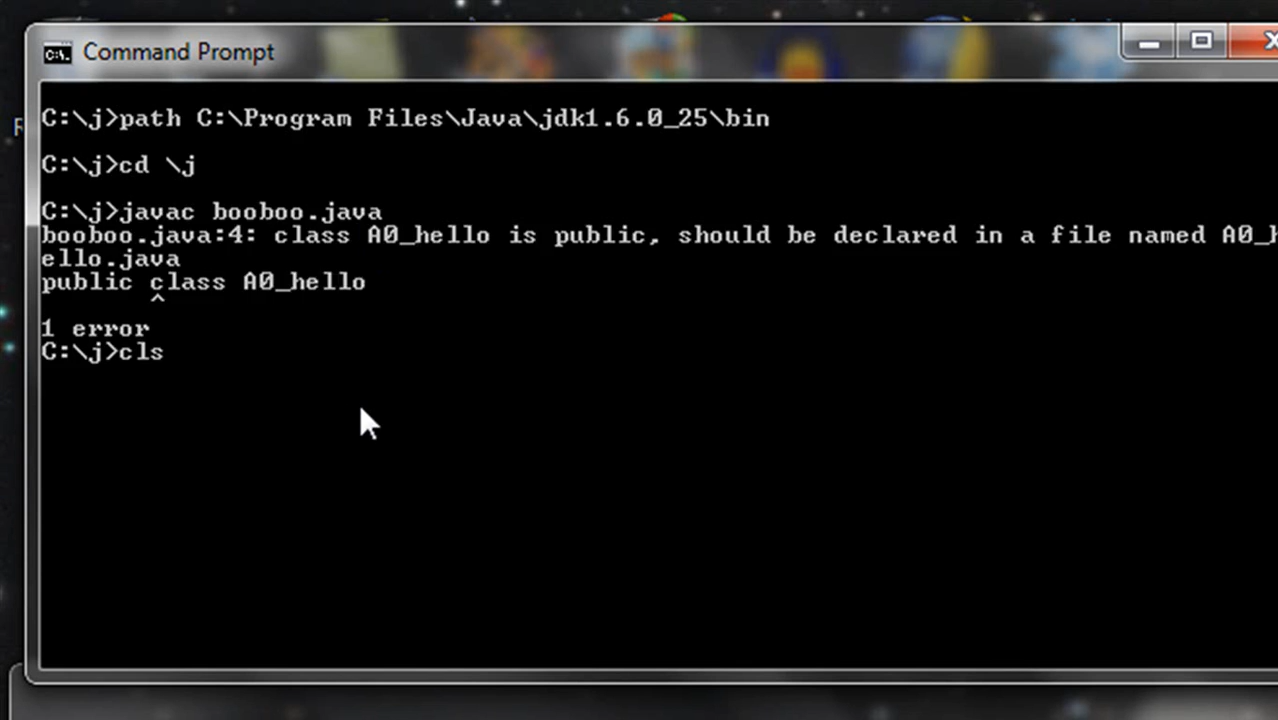 Command Prompt
C:\j>path C:\Program Files\Java\jdk1.6.0_25\bin
C:\j>cd \j
C:\j>javac booboo.java
booboo.java:4: class A0_hello is public, should be declared in a file named A0_h
ello.java
public class A0_hello
^
1 error
C:\j>cls